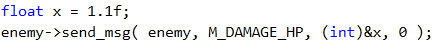 float x = 1.1f;
enemy->send_msg( enemy, M_DAMAGE_HP, (int)&x, 0 );